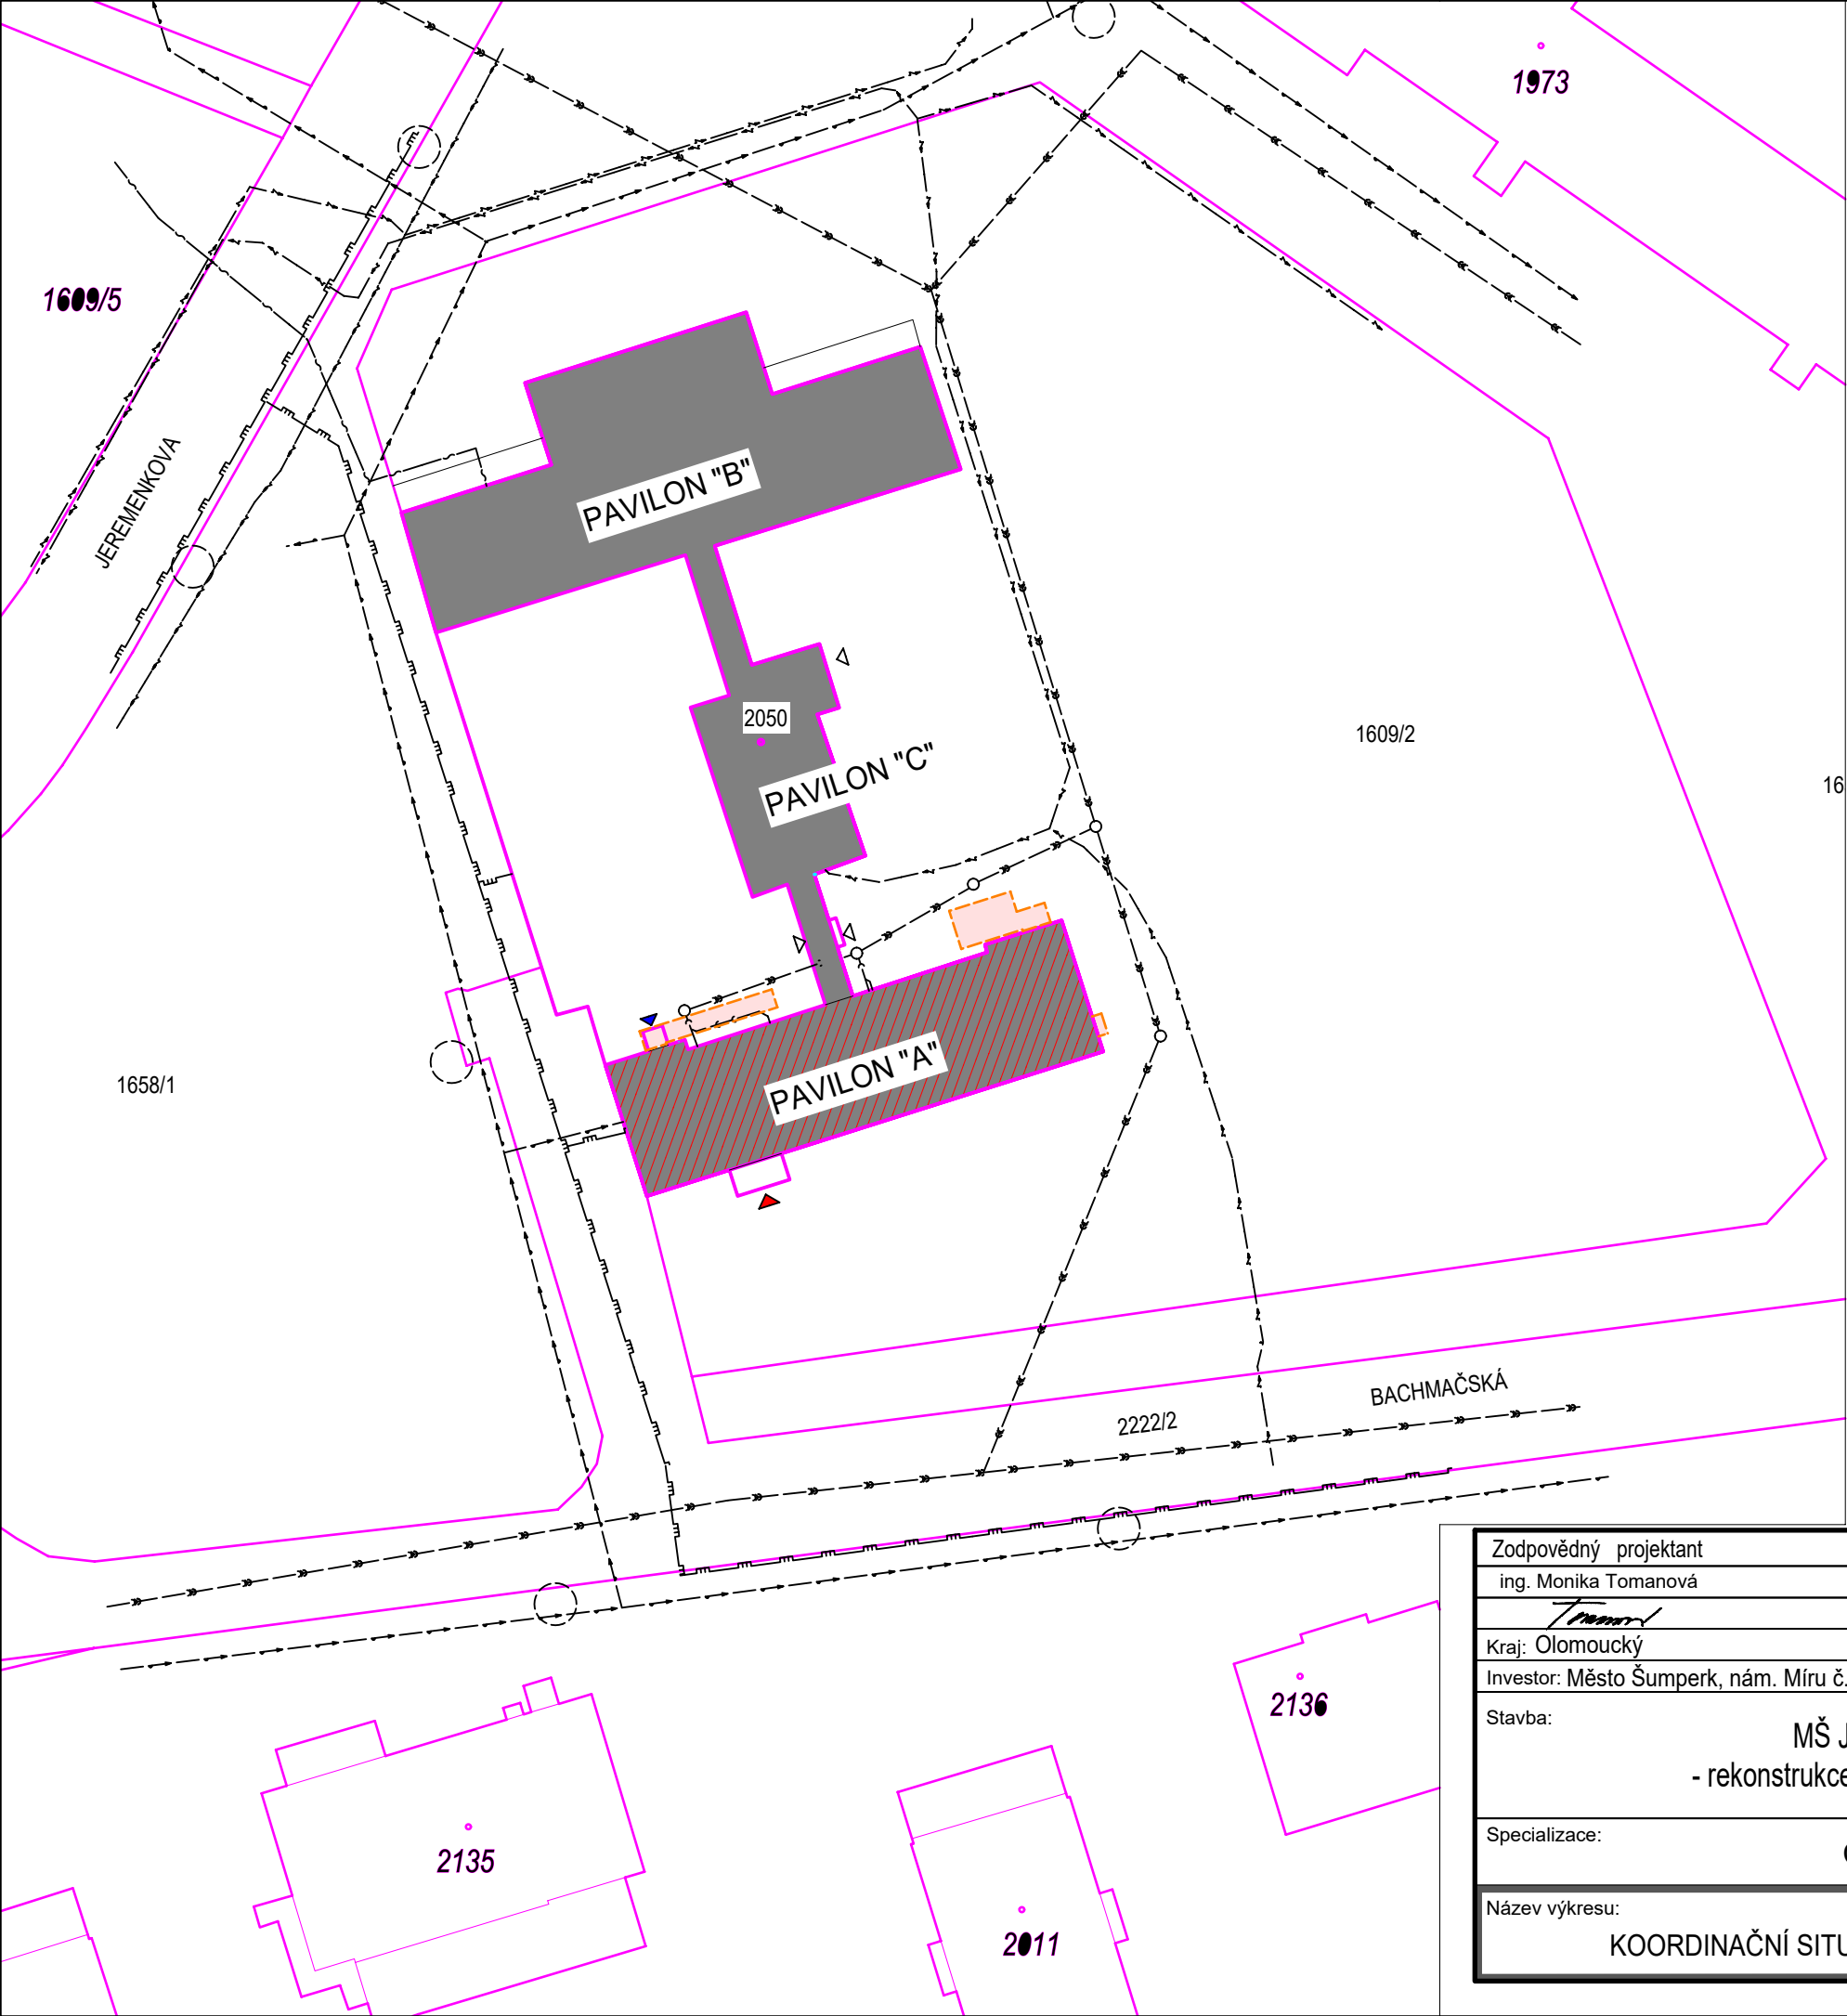 1973
1609/5
JEREMENKOVA
PAVILON "B"
2050
1609/2
PAVILON "C"
16
1658/1
PAVILON "A"
BACHMAČSKÁ
2222/2
Zodpovědný projektant
ing. Monika Tomanová
Kraj: Olomoucký
Investor: Město Šumperk, nám. Míru č.
Stavba:
MŠ J
- rekonstrukce
Specializace:
Název výkresu:
KOORDINAČNÍ SITU
2136
2135
2011